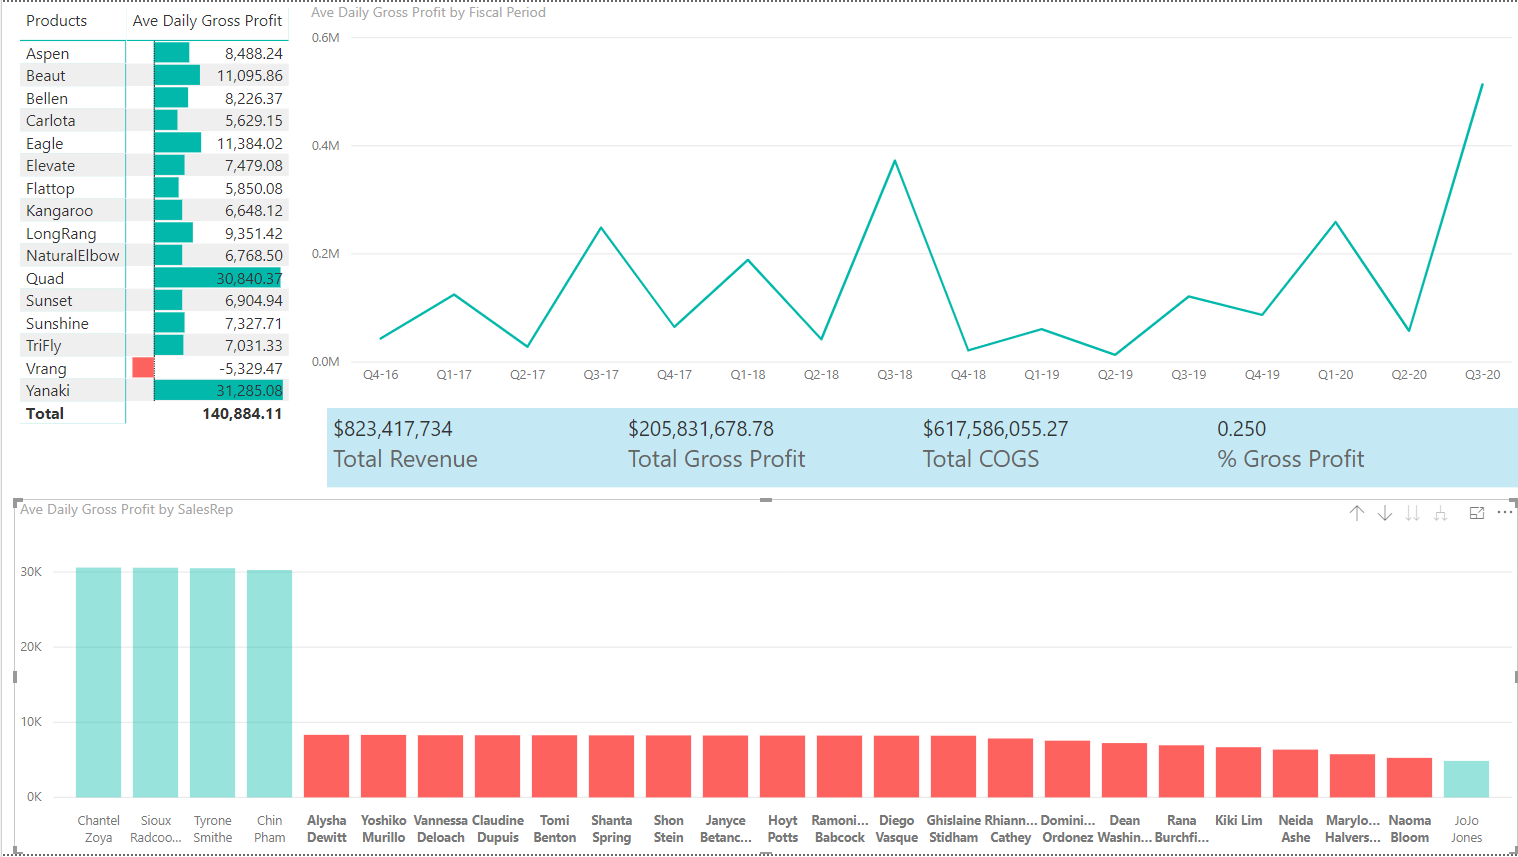 Products Ave Daily Gross Profit
Aspen 8,488.24
Beaut 11,095.86
Bellen 8,226.37
Carlota 5,629.15
Eagle 11,384.02
Elevate 7,479.08
Flattop 5,850.08
Kangaroo 6,648.12
LongRang 9,351.42
NaturalElbow 6,768.50
Quad 30,840.37
Sunset 6,904.94
Sunshine 7,327.71
TriFly 7,031.33
Vrang -5,329.47
Yanaki 31,285.08
Total 140,884.11
Ave Daily Gross Profit by Fiscal Period
0.6M
0.4M
0.2M
0.0M
Q4-16 Q1-17 Q2-17 Q3-17 Q4-17 Q1-18 Q2-18 Q3-18 Q4-18 Q1-19 Q2-19 Q3-19 Q4-19 Q1-20 Q2-20 Q3-20
$823,417,734 $205,831,678.78 $617,586,055.27 0.250
Total Revenue Total Gross Profit Total COGS % Gross Profit
Ave Daily Gross Profit by SalesRep
30K
20K
10K
0K
Chantel Sioux Tyrone Chin Alysha Yoshiko Vannessa Claudine Tomi Shanta Shon Janyce Hoyt Ramoni... Diego Ghislaine Rhiann... Domini... Dean Rana Kiki Lim Neida Marylo... Naoma JoJo
Zoya Radcoo... Smithe Pham Dewitt Murillo Deloach Dupuis Benton Spring Stein Betanc... Potts Babcock Vasque Stidham Cathey Ordonez Washin... Burchfi... Ashe Halvers... Bloom Jones